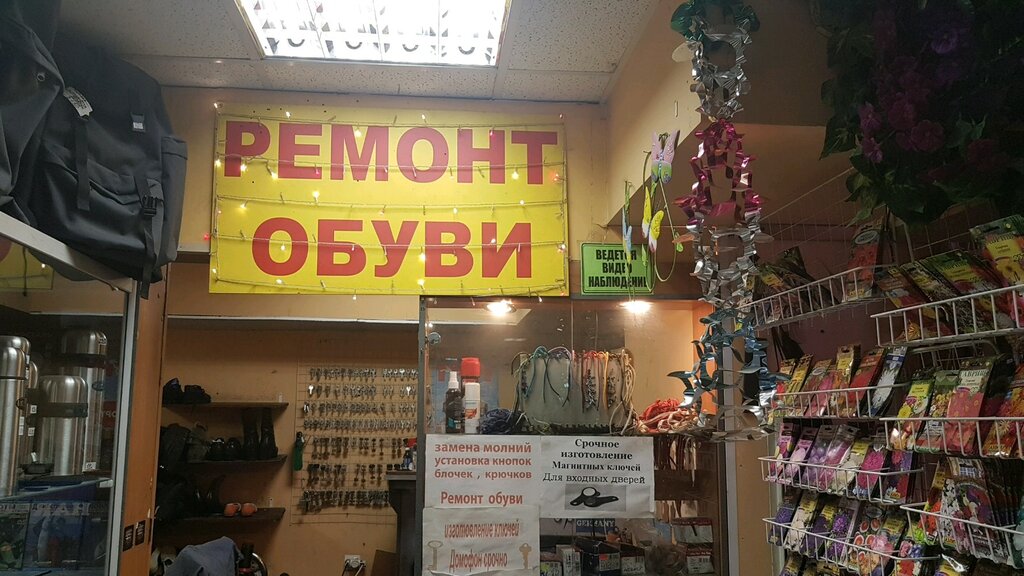 РЕМОНТ
ОБУВИ
ВЕДЕТСЯ
ВИДЕО
НАБЛЮДЕНИЕ
замена молний
установка кнопок
блочек , крючков
Ремонт обуви
Срочное
изготовление
Магнитных ключей
Для входных дверей
изготовление ключей
Домофон срочно
GERMANY